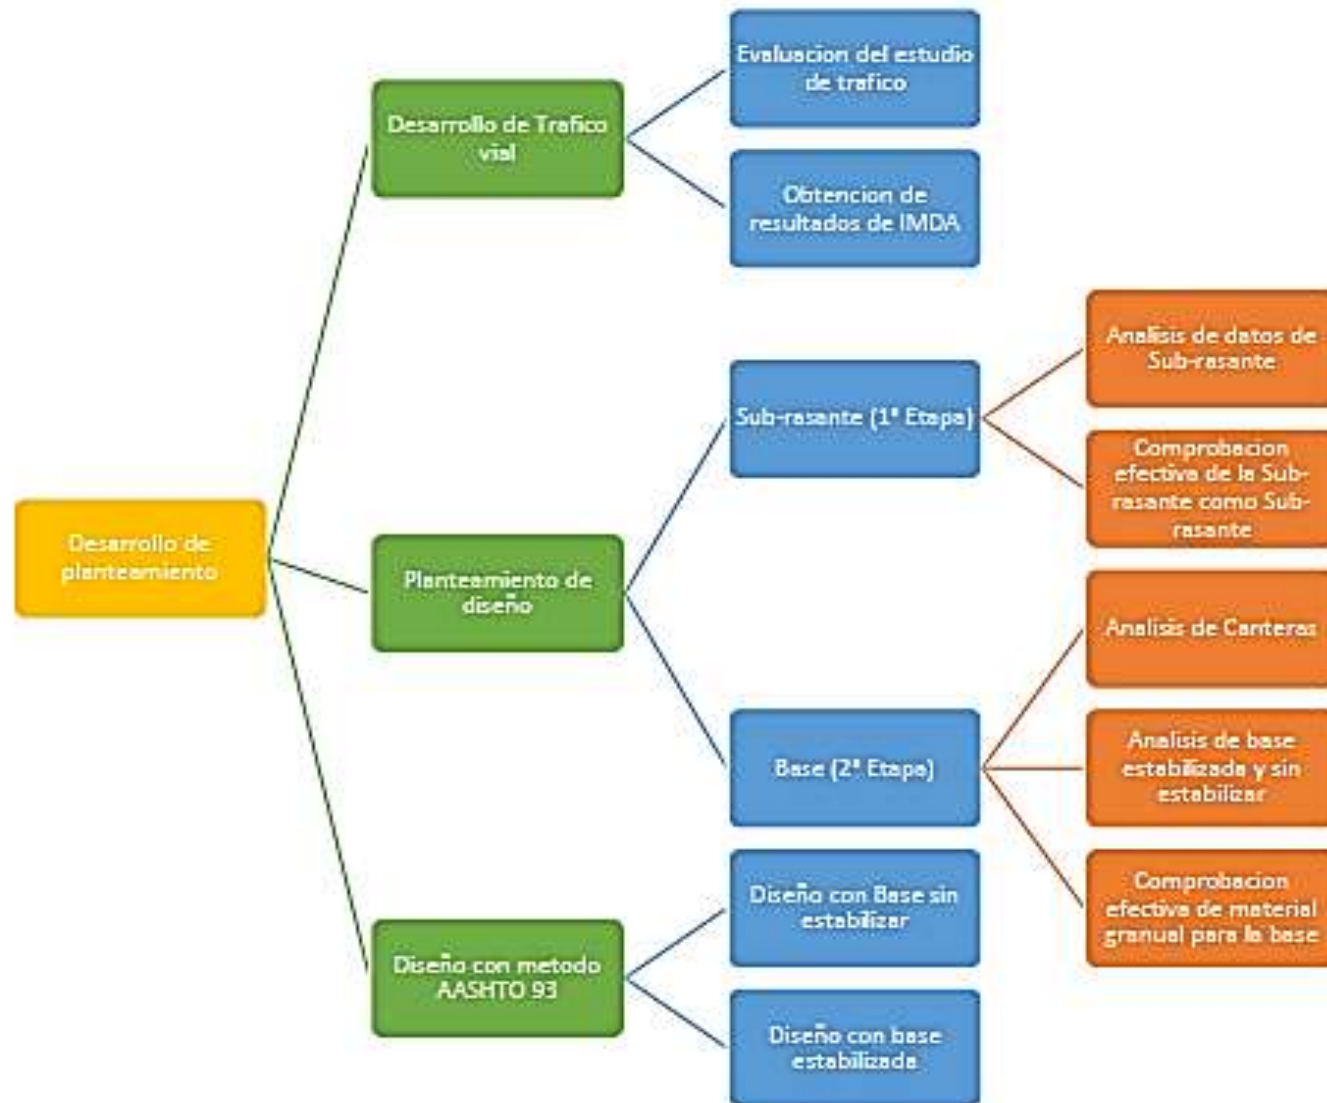 Evaluacion del estudio
de trafico
Desarrollo de Trafico
vial
Obtencion de
resultados de IMDA
Analisis de datos de
Sub-rasante
Sub-rasante (1ª Etapa)
Comprobacion
efectiva de la Sub-
rasante como Sub-
rasante
Desarrollo de
planteamiento
Planteamiento de
diseño
Analisis de Canteras
Base (2ª Etapa)
Analisis de base
estabilizada y sin
estabilizar
Diseño con Base sin
estabilizar
Comprobacion
efectiva de material
granual para la base
Diseño con metodo
AASHTO 93
Diseño con base
estabilizada